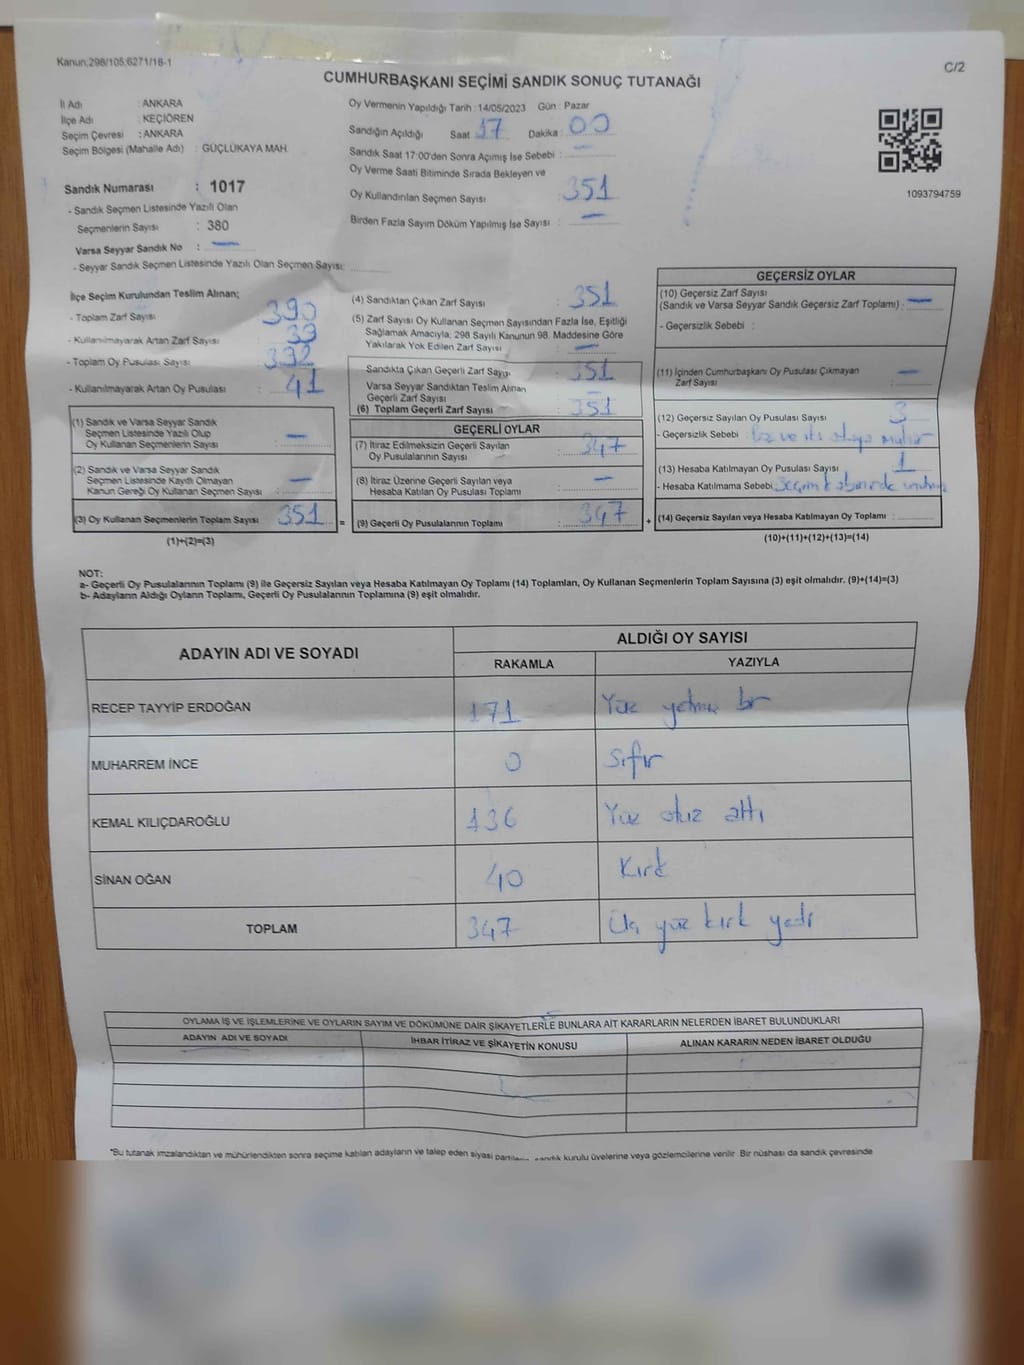 Kanun;298/105;6271/18-1
C/2
CUMHURBAŞKANI SEÇİMİ SANDIK SONUÇ TUTANAĞI
İl Adı : ANKARA
İlçe Adı : KEÇİÖREN
Seçim Çevresi : ANKARA
Seçim Bölgesi (Mahalle Adı) : GÜÇLÜKAYA MAH.
Sandık Numarası : 1017
- Sandık Seçmen Listesinde Yazılı Olan
Seçmenlerin Sayısı : 380
Varsa Seyyar Sandık No : —
- Seyyar Sandık Seçmen Listesinde Yazılı Olan Seçmen Sayısı:
Oy Vermenin Yapıldığı Tarih :14/05/2023 Gün : Pazar
Sandığın Açıldığı Saat : 17 Dakika : 00
Sandık Saat 17:00'den Sonra Açımış İse Sebebi : —
Oy Verme Saati Bitiminde Sırada Bekleyen ve
Oy Kullandırılan Seçmen Sayısı : 351
Birden Fazla Sayım Döküm Yapılmış İse Sayısı : —
1093794759
İlçe Seçim Kurulundan Teslim Alınan;
- Toplam Zarf Sayısı 390
- Kullanılmayarak Artan Zarf Sayısı : 39
- Toplam Oy Pusulası Sayısı : 392
- Kullanılmayarak Artan Oy Pusulası : 41
(1) Sandık ve Varsa Seyyar Sandık
Seçmen Listesinde Yazılı Olup
Oy Kullanan Seçmenlerin Sayısı : —
(2) Sandık ve Varsa Seyyar Sandık
Seçmen Listesinde Kayıtlı Olmayan
Kanun Gereği Oy Kullanan Seçmen Sayısı : —
(3) Oy Kullanan Seçmenlerin Toplam Sayısı 351 =
(1)+(2)=(3)
(4) Sandıktan Çıkan Zarf Sayısı : 351
(5) Zarf Sayısı Oy Kullanan Seçmen Sayısından Fazla İse, Eşitliği
Sağlamak Amacıyla, 298 Sayılı Kanunun 98. Maddesine Göre
Yakılarak Yok Edilen Zarf Sayısı : —
Sandıkta Çıkan Geçerli Zarf Sayısı : 351
Varsa Seyyar Sandıktan Teslim Alınan
Geçerli Zarf Sayısı : —
(6) Toplam Geçerli Zarf Sayısı : 351
GEÇERLİ OYLAR
(7) İtiraz Edilmeksizin Geçerli Sayılan
Oy Pusulalarının Sayısı : 347
(8) İtiraz Üzerine Geçerli Sayılan veya
Hesaba Katılan Oy Pusulası Toplamı : —
(9) Geçerli Oy Pusulalarının Toplamı : 347 +
GEÇERSİZ OYLAR
(10) Geçersiz Zarf Sayısı
(Sandık ve Varsa Seyyar Sandık Geçersiz Zarf Toplamı) : —
- Geçersizlik Sebebi :
(11) İçinden Cumhurbaşkanı Oy Pusulası Çıkmayan
Zarf Sayısı : —
(12) Geçersiz Sayılan Oy Pusulası Sayısı : 3
- Geçersizlik Sebebi :
(13) Hesaba Katılmayan Oy Pusulası Sayısı : 1
- Hesaba Katılmama Sebebi :
(14) Geçersiz Sayılan veya Hesaba Katılmayan Oy Toplamı :
(10)+(11)+(12)+(13)=(14)
NOT:
a- Geçerli Oy Pusulalarının Toplamı (9) ile Geçersiz Sayılan veya Hesaba Katılmayan Oy Toplamı (14) Toplamları, Oy Kullanan Seçmenlerin Toplam Sayısına (3) eşit olmalıdır. (9)+(14)=(3)
b- Adayların Aldığı Oyların Toplamı, Geçerli Oy Pusulalarının Toplamına (9) eşit olmalıdır.
ADAYIN ADI VE SOYADI ALDIĞI OY SAYISI
RAKAMLA YAZIYLA
RECEP TAYYİP ERDOĞAN 171 Yüz yetmiş bir
MUHARREM İNCE 0 Sıfır
KEMAL KILIÇDAROĞLU 136 Yüz otuz altı
SİNAN OĞAN 40 Kırk
TOPLAM 347 Üç yüz kırk yedi
OYLAMA İŞ VE İŞLEMLERİNE VE OYLARIN SAYIM VE DÖKÜMÜNE DAİR ŞİKAYETLERLE BUNLARA AİT KARARLARIN NELERDEN İBARET BULUNDUKLARI
ADAYIN ADI VE SOYADI İHBAR İTİRAZ VE ŞİKAYETİN KONUSU ALINAN KARARIN NEDEN İBARET OLDUĞU
*Bu tutanak imzalandıktan ve mühürlendikten sonra seçime katılan adayların ve talep eden siyasi partilerin sandık kurulu üyelerine veya gözlemcilerine verilir. Bir nüshası da sandık çevresinde